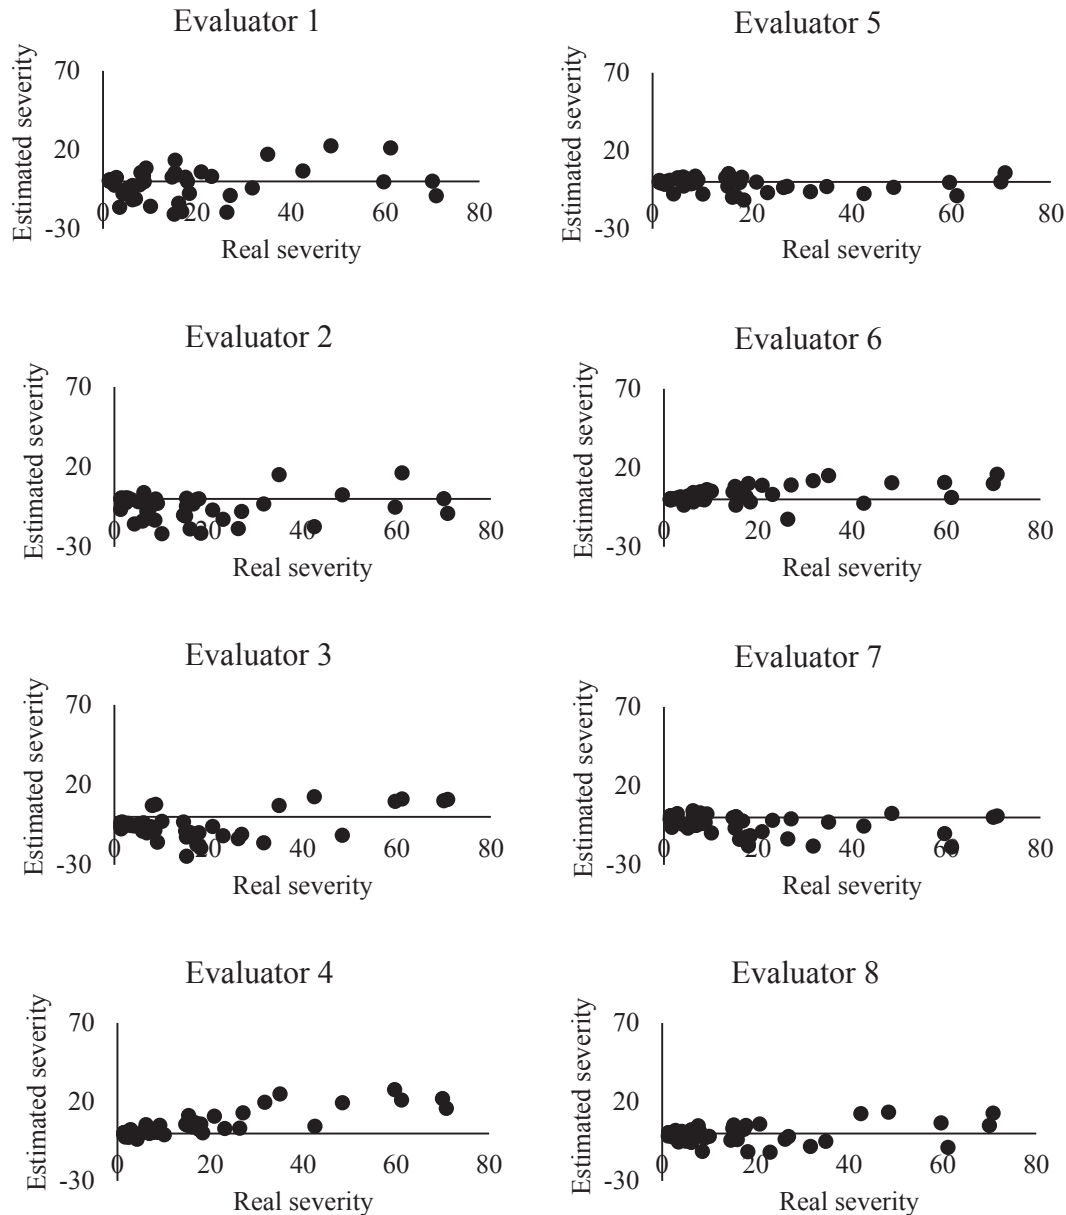 Evaluator 1
Estimated severity
70
20
-30
0 20 40 60 80
Real severity
Evaluator 5
Estimated severity
70
20
-30
0 20 40 60 80
Real severity
Evaluator 2
Estimated severity
70
20
-30
0 20 40 60 80
Real severity
Evaluator 6
Estimated severity
70
20
-30
0 20 40 60 80
Real severity
Evaluator 3
Estimated severity
70
20
-30
0 20 40 60 80
Real severity
Evaluator 7
Estimated severity
70
20
-30
0 20 40 60 80
Real severity
Evaluator 4
Estimated severity
70
20
-30
0 20 40 60 80
Real severity
Evaluator 8
Estimated severity
70
20
-30
0 20 40 60 80
Real severity